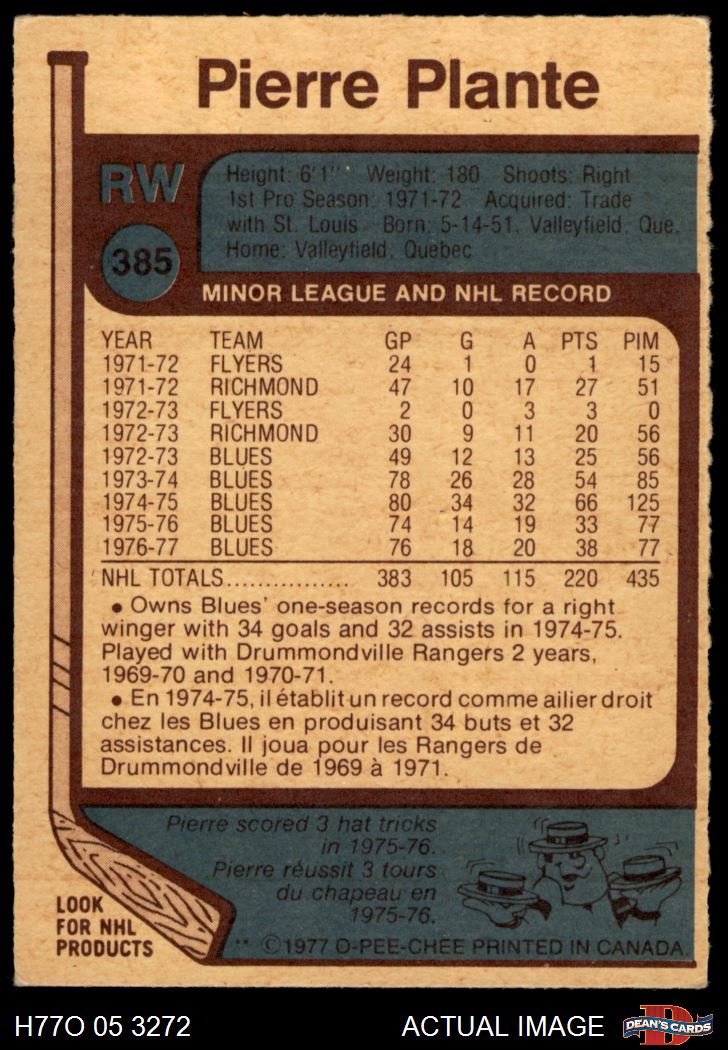 Pierre Plante
RW
385
Height: 6'1" Weight: 180 Shoots: Right
1st Pro Season: 1971-72 Acquired: Trade
with St. Louis Born: 5-14-51, Valleyfield, Que.
Home: Valleyfield, Quebec
MINOR LEAGUE AND NHL RECORD
YEAR TEAM GP G A PTS PIM
1971-72 FLYERS 24 1 0 1 15
1971-72 RICHMOND 47 10 17 27 51
1972-73 FLYERS 2 0 3 3 0
1972-73 RICHMOND 30 9 11 20 56
1972-73 BLUES 49 12 13 25 56
1973-74 BLUES 78 26 28 54 85
1974-75 BLUES 80 34 32 66 125
1975-76 BLUES 74 14 19 33 77
1976-77 BLUES 76 18 20 38 77
NHL TOTALS................ 383 105 115 220 435
• Owns Blues' one-season records for a right
winger with 34 goals and 32 assists in 1974-75.
Played with Drummondville Rangers 2 years,
1969-70 and 1970-71.
• En 1974-75, il établit un record comme ailier droit
chez les Blues en produisant 34 buts et 32
assistances. Il joua pour les Rangers de
Drummondville de 1969 à 1971.
Pierre scored 3 hat tricks
in 1975-76.
Pierre réussit 3 tours
du chapeau en
1975-76.
LOOK
FOR NHL
PRODUCTS
** ©1977 O-PEE-CHEE PRINTED IN CANADA.
H77O 05 3272 ACTUAL IMAGE D DEAN'S CARDS